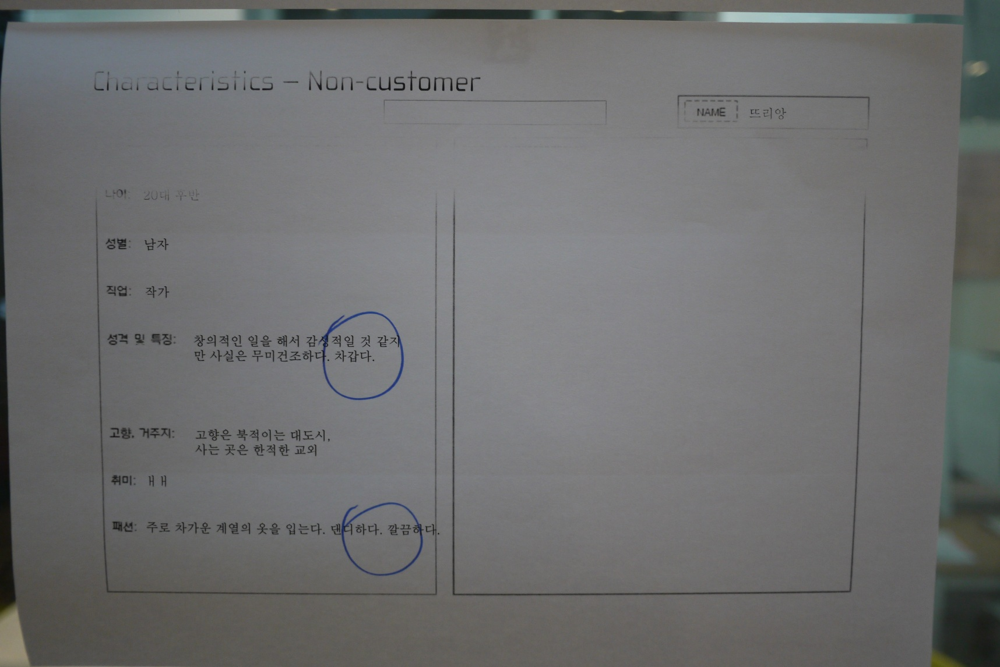 Characteristics – Non-customer
NAME 뜨리앙
나이: 20대 후반
성별: 남자
직업: 작가
성격 및 특징: 창의적인 일을 해서 감성적일 것 같지
만 사실은 무미건조하다. 차갑다.
고향, 거주지: 고향은 북적이는 대도시,
사는 곳은 한적한 교외
취미: ㅐㅐ
패션: 주로 차가운 계열의 옷을 입는다. 댄디하다. 깔끔하다.